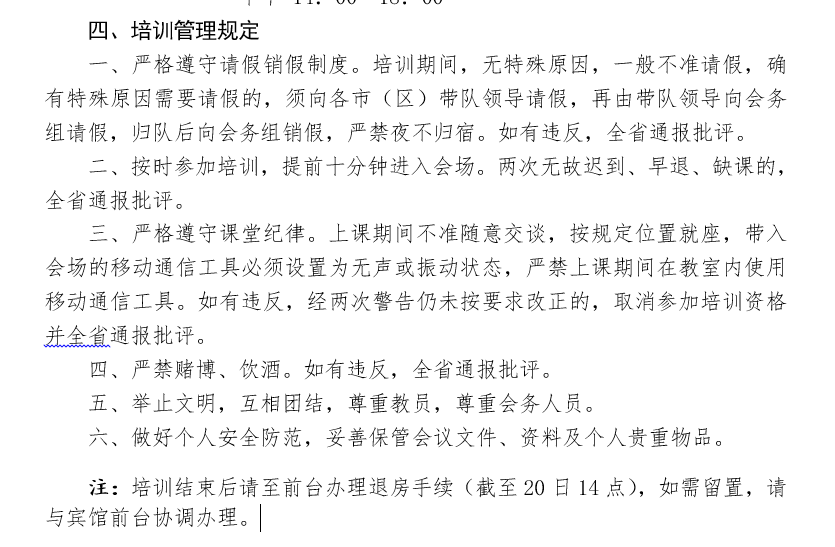 四、培训管理规定
一、严格遵守请假销假制度。培训期间，无特殊原因，一般不准请假，确
有特殊原因需要请假的，须向各市（区）带队领导请假，再由带队领导向会务
组请假，归队后向会务组销假，严禁夜不归宿。如有违反，全省通报批评。
二、按时参加培训，提前十分钟进入会场。两次无故迟到、早退、缺课的，
全省通报批评。
三、严格遵守课堂纪律。上课期间不准随意交谈，按规定位置就座，带入
会场的移动通信工具必须设置为无声或振动状态，严禁上课期间在教室内使用
移动通信工具。如有违反，经两次警告仍未按要求改正的，取消参加培训资格
并全省通报批评。
四、严禁赌博、饮酒。如有违反，全省通报批评。
五、举止文明，互相团结，尊重教员，尊重会务人员。
六、做好个人安全防范，妥善保管会议文件、资料及个人贵重物品。
注：培训结束后请至前台办理退房手续（截至 20 日 14 点），如需留置，请
与宾馆前台协调办理。